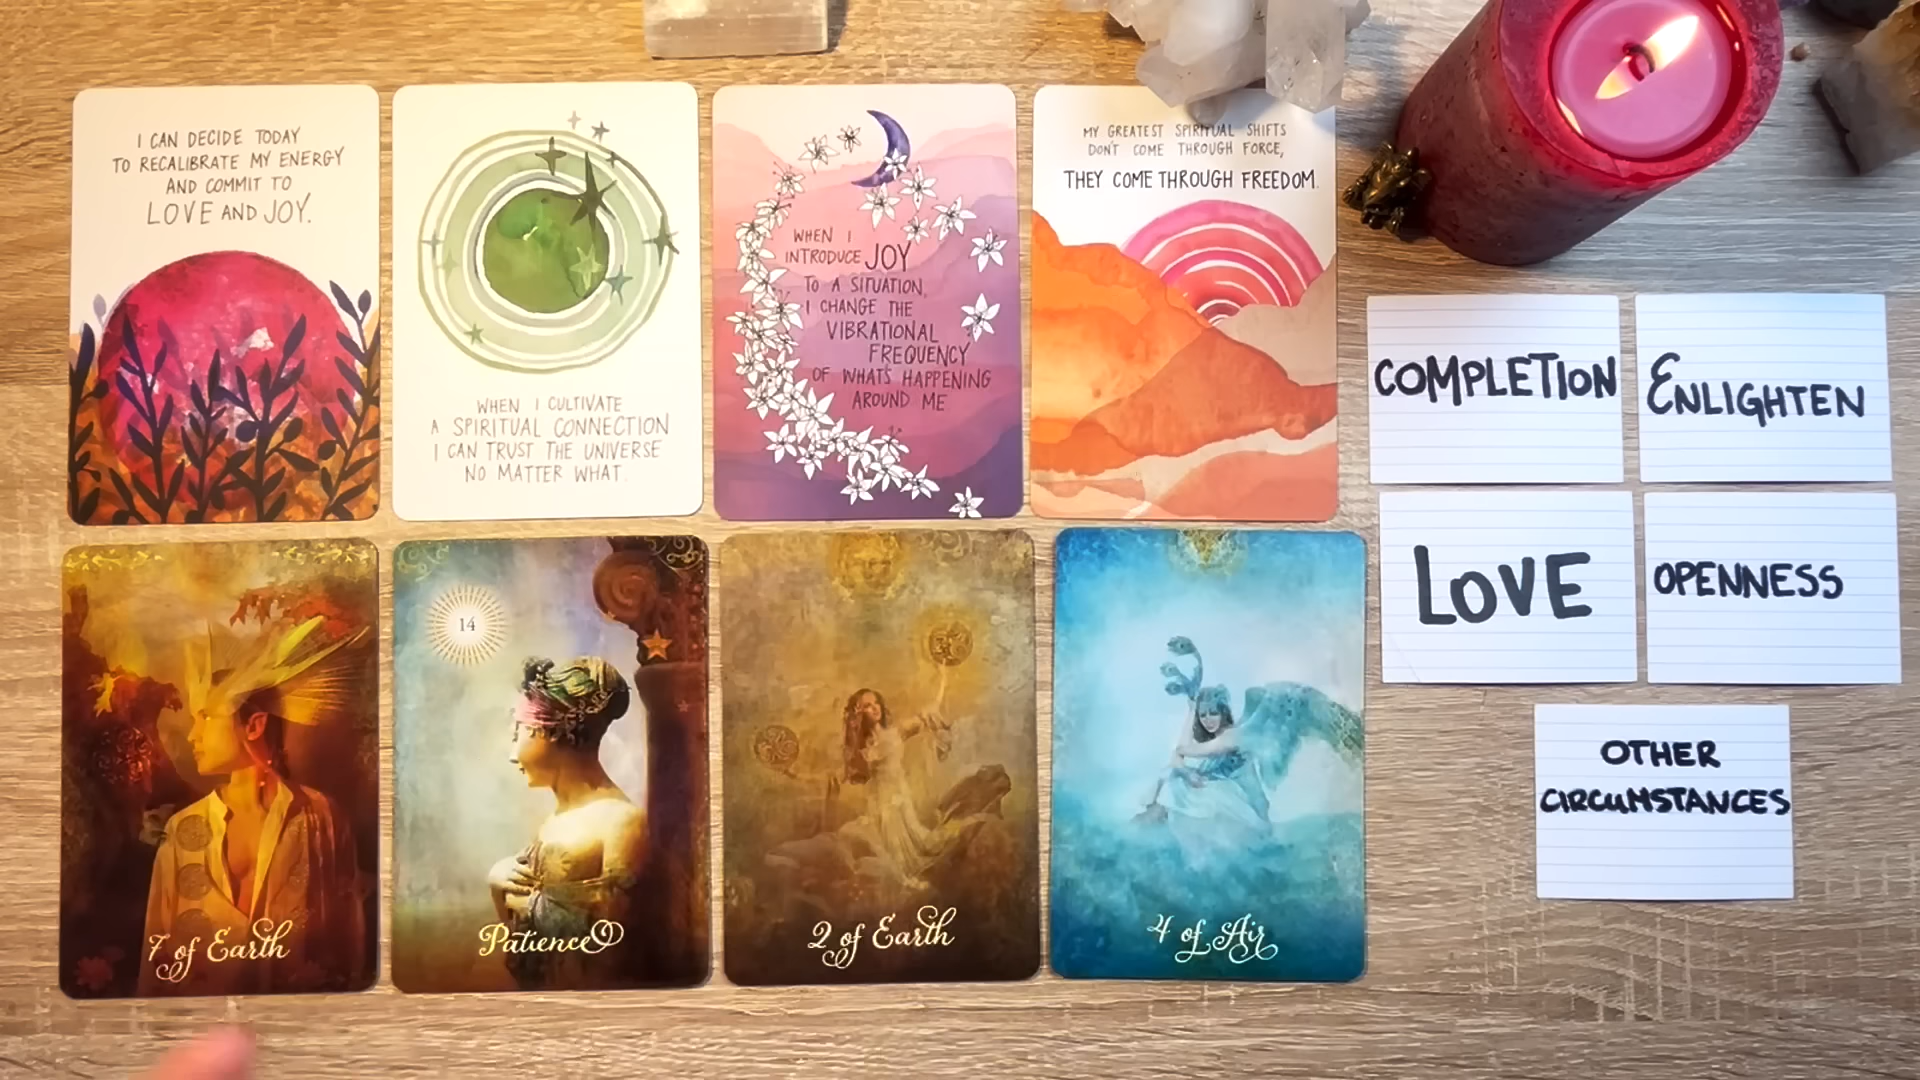 I CAN DECIDE TODAY
TO RECALIBRATE MY ENERGY
AND COMMIT TO
LOVE AND JOY.
WHEN I CULTIVATE
A SPIRITUAL CONNECTION
I CAN TRUST THE UNIVERSE
NO MATTER WHAT.
WHEN I
INTRODUCE JOY
TO A SITUATION,
I CHANGE THE
VIBRATIONAL
FREQUENCY
OF WHAT'S HAPPENING
AROUND ME
MY GREATEST SPIRITUAL SHIFTS
DON'T COME THROUGH FORCE,
THEY COME THROUGH FREEDOM.
COMPLETION
ENLIGHTEN
LOVE
OPENNESS
OTHER
CIRCUMSTANCES
7 of Earth
14
Patience
2 of Earth
4 of Air